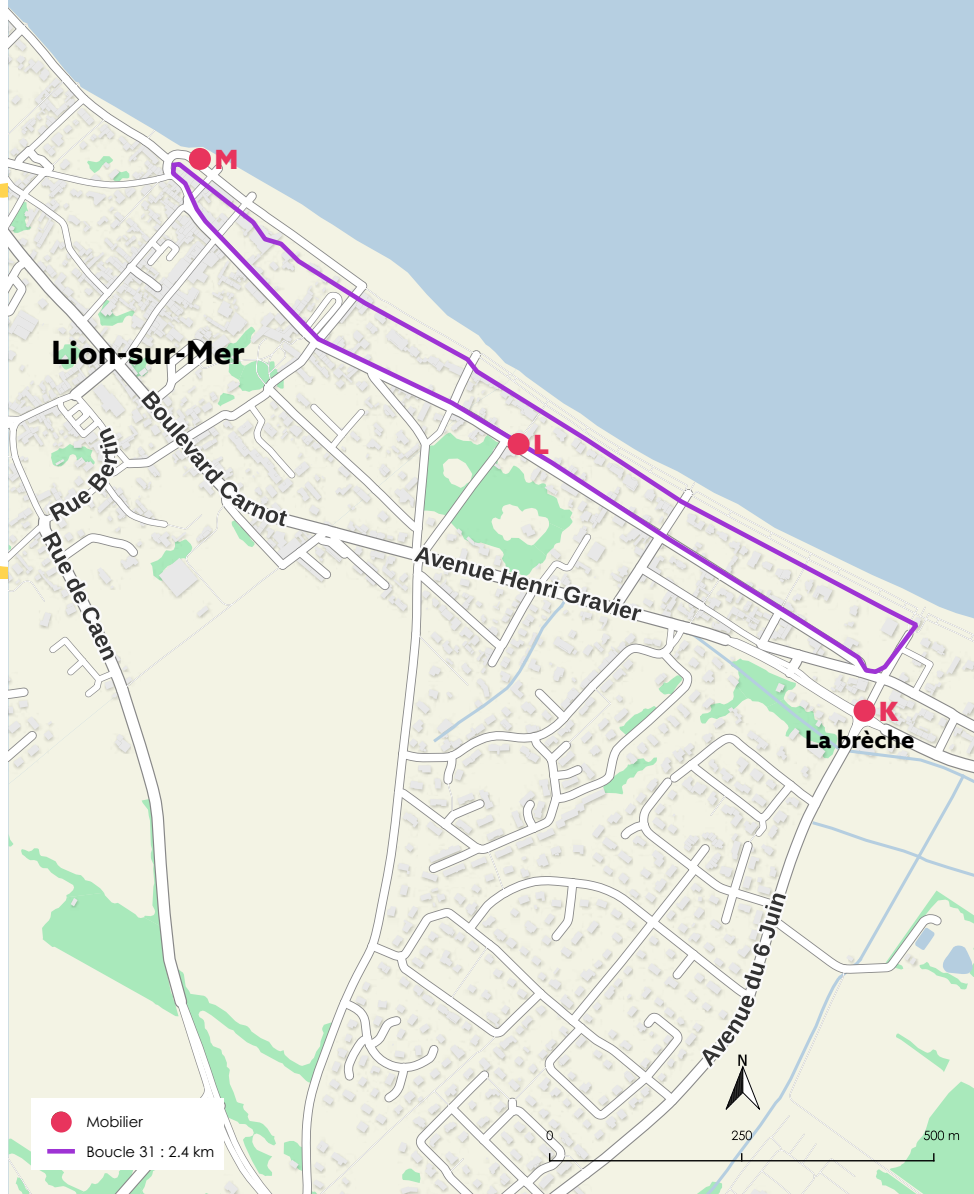 M
Lion-sur-Mer
Boulevard Carnot
L
Rue Bertin
Avenue Henri Gravier
Rue de Caen
K
La brèche
Avenue du 6 Juin
N
Mobilier
Boucle 31 : 2.4 km
0 250 500 m